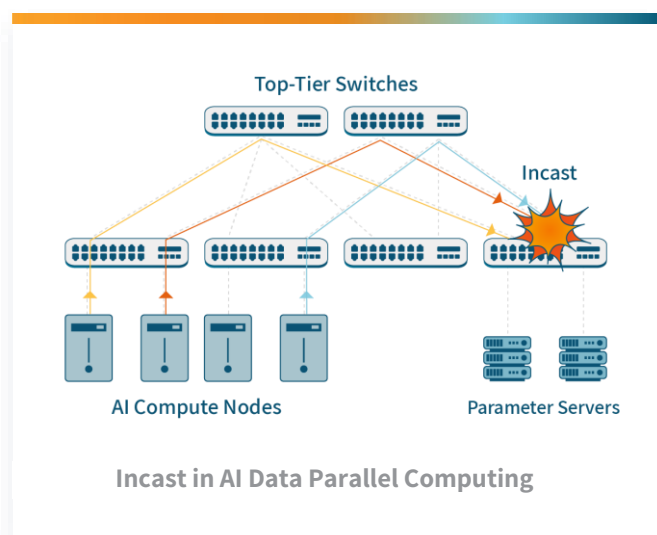 Top-Tier Switches
Incast
AI Compute Nodes
Parameter Servers
Incast in AI Data Parallel Computing